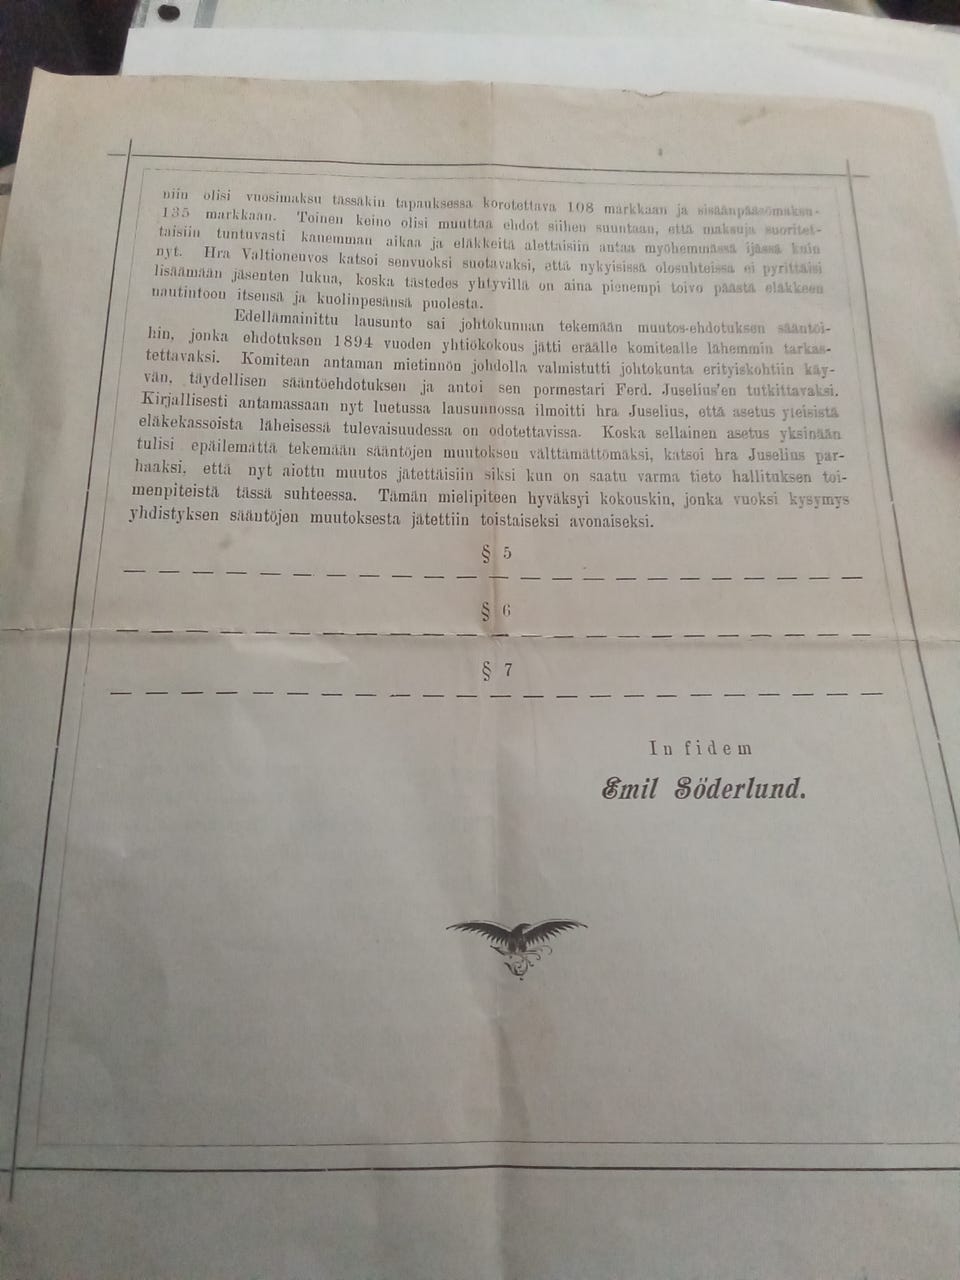 niin olisi vuosimaksu tässäkin tapauksessa korotettava 108 markkaan ja sisäänpääsömaksu
135 markkaan. Toinen keino olisi muuttaa ehdot siihen suuntaan, että maksuja suoritet-
taisiin tuntuvasti kauemman aikaa ja eläkkeitä alettaisiin antaa myöhemmässä ijässä kuin
nyt. Hra Valtioneuvos katsoi senvuoksi suotavaksi, että nykyisissä olosuhteissa ei pyrittäisi
lisäämään jäsenten lukua, koska tästedes yhtyvillä on aina pienempi toivo päästä eläkkeen
nautintoon itsensä ja kuolinpesänsä puolesta.
Edellämainittu lausunto sai johtokunnan tekemään muutos-ehdotuksen sääntöi-
hin, jonka ehdotuksen 1894 vuoden yhtiökokous jätti eräälle komitealle lähemmin tarkas-
tettavaksi. Komitean antaman mietinnön johdolla valmistutti johtokunta erityiskohtiin käy-
vän, täydellisen sääntöehdotuksen ja antoi sen pormestari Ferd. Juselius'en tutkittavaksi.
Kirjallisesti antamassaan nyt luetussa lausunnossa ilmoitti hra Juselius, että asetus yleisistä
eläkekassoista läheisessä tulevaisuudessa on odotettavissa. Koska sellainen asetus yksinään
tulisi epäilemättä tekemään sääntöjen muutoksen välttämättömäksi, katsoi hra Juselius par-
haaksi, että nyt aiottu muutos jätettäisiin siksi kun on saatu varma tieto hallituksen toi-
menpiteistä tässä suhteessa. Tämän mielipiteen hyväksyi kokouskin, jonka vuoksi kysymys
yhdistyksen sääntöjen muutoksesta jätettiin toistaiseksi avonaiseksi.
§ 5
§ 6
§ 7
In fidem
Emil Söderlund.